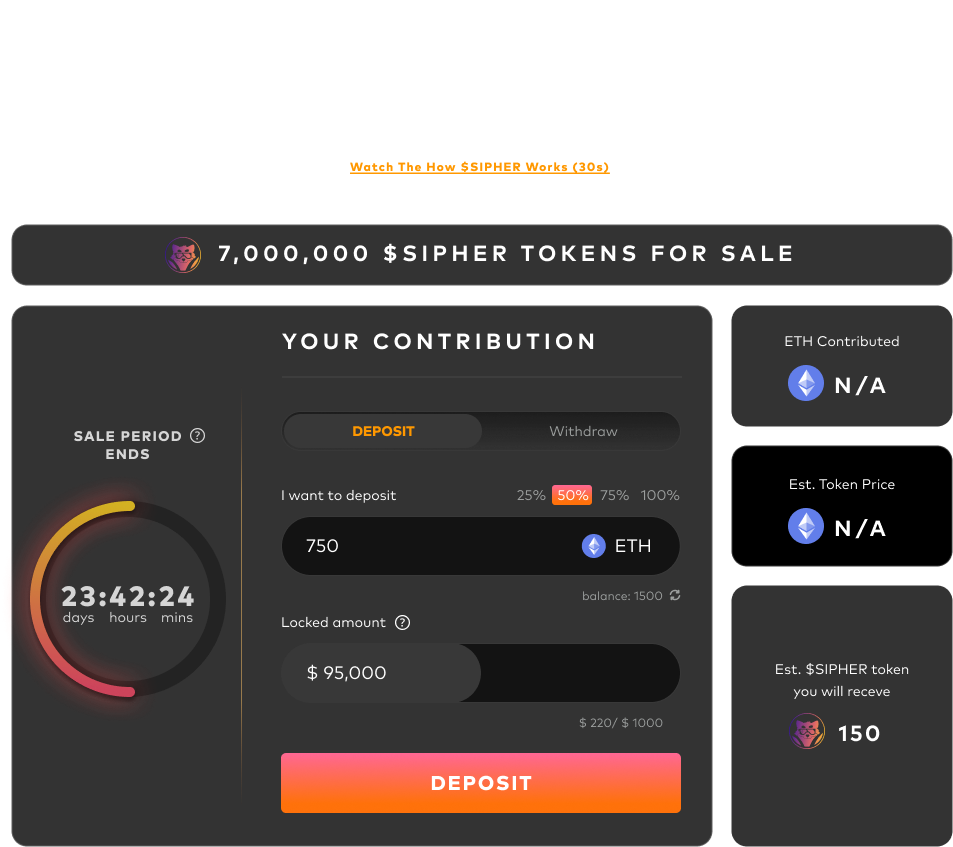 Watch The How $SIPHER Works (30s)
7,000,000 $SIPHER TOKENS FOR SALE
SALE PERIOD ?
ENDS
23:42:24
days hours mins
YOUR CONTRIBUTION
DEPOSIT Withdraw
I want to deposit 25% 50% 75% 100%
750 ETH
balance: 1500
Locked amount ?
$ 95,000
$ 220/ $ 1000
DEPOSIT
ETH Contributed
N/A
Est. Token Price
N/A
Est. $SIPHER token
you will receve
150